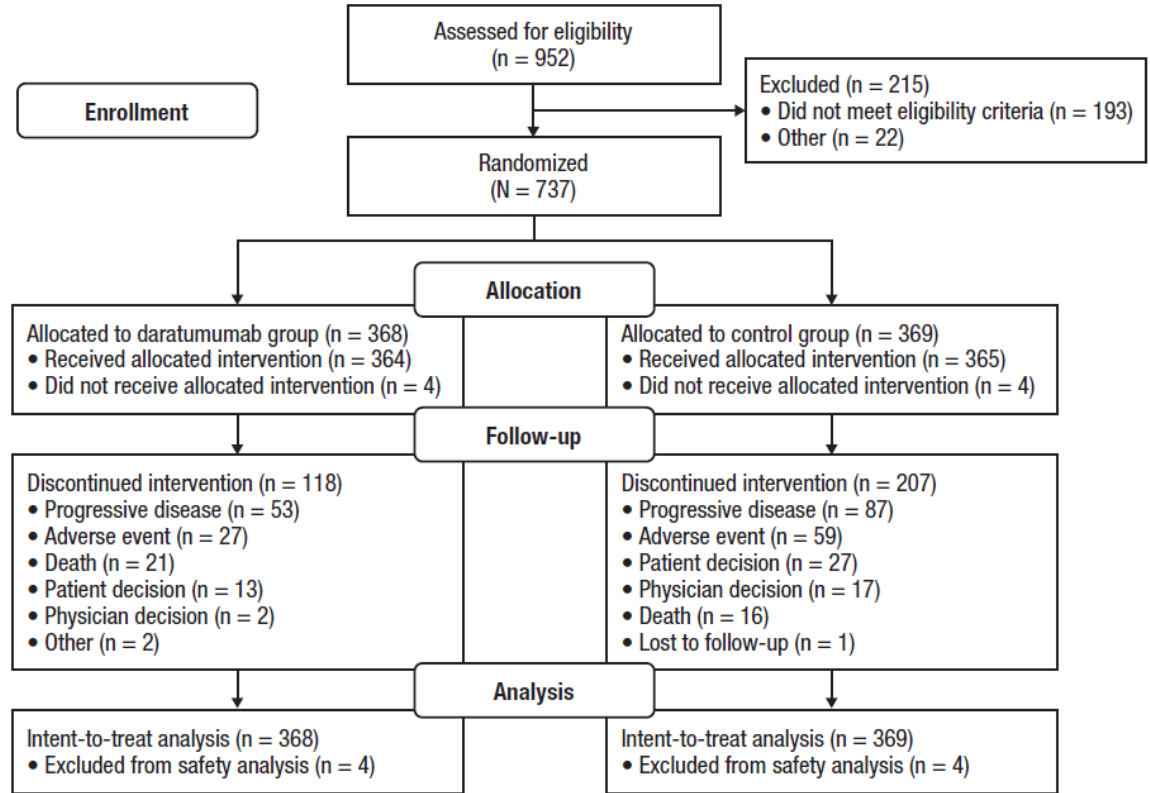 Assessed for eligibility
(n = 952)
Excluded (n = 215)
• Did not meet eligibility criteria (n = 193)
• Other (n = 22)
Enrollment
Randomized
(N = 737)
Allocation
Allocated to daratumumab group (n = 368)
• Received allocated intervention (n = 364)
• Did not receive allocated intervention (n = 4)
Allocated to control group (n = 369)
• Received allocated intervention (n = 365)
• Did not receive allocated intervention (n = 4)
Follow-up
Discontinued intervention (n = 118)
• Progressive disease (n = 53)
• Adverse event (n = 27)
• Death (n = 21)
• Patient decision (n = 13)
• Physician decision (n = 2)
• Other (n = 2)
Discontinued intervention (n = 207)
• Progressive disease (n = 87)
• Adverse event (n = 59)
• Patient decision (n = 27)
• Physician decision (n = 17)
• Death (n = 16)
• Lost to follow-up (n = 1)
Analysis
Intent-to-treat analysis (n = 368)
• Excluded from safety analysis (n = 4)
Intent-to-treat analysis (n = 369)
• Excluded from safety analysis (n = 4)